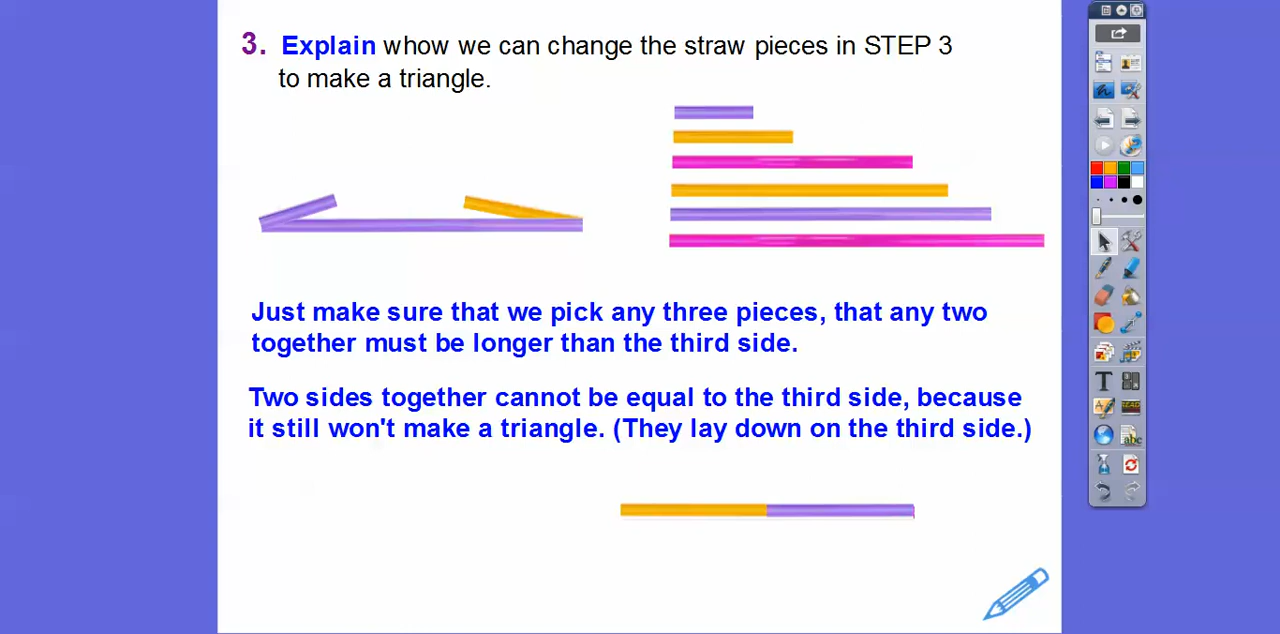 3. Explain whow we can change the straw pieces in STEP 3
to make a triangle.
Just make sure that we pick any three pieces, that any two
together must be longer than the third side.
Two sides together cannot be equal to the third side, because
it still won't make a triangle. (They lay down on the third side.)